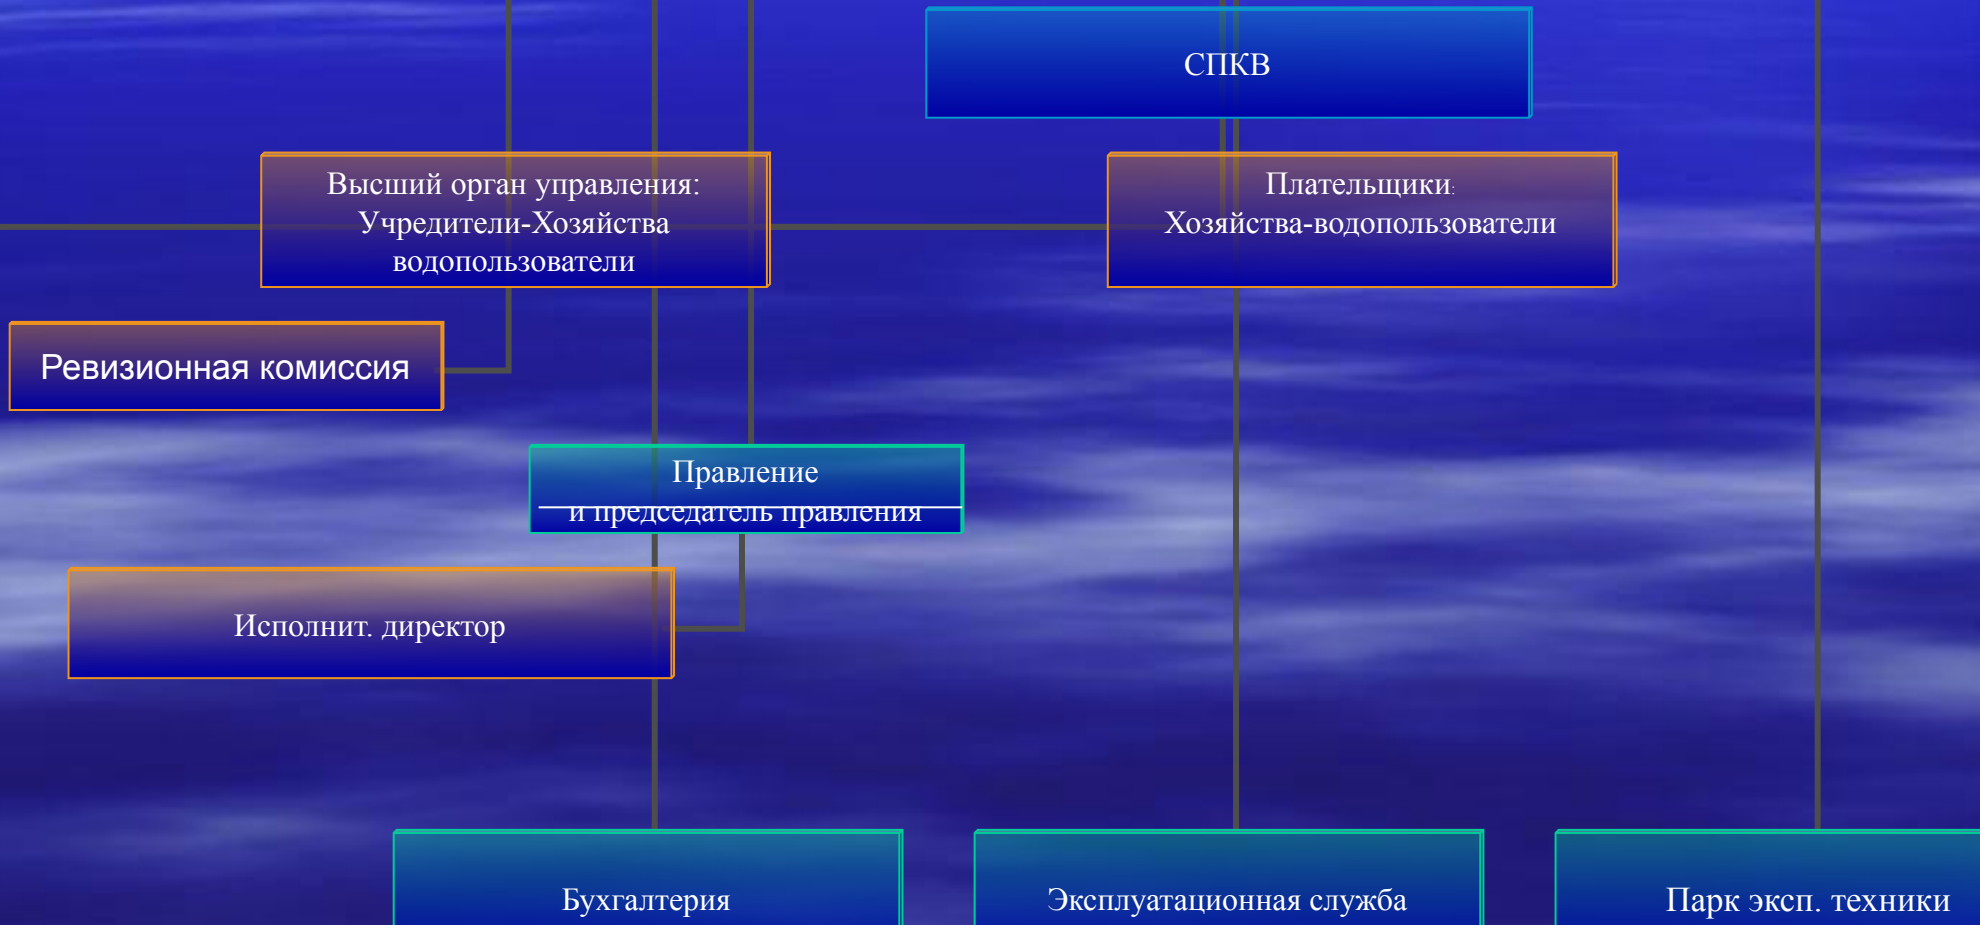 СПКВ
Высший орган управления:
Учредители-Хозяйства
водопользователи
Плательщики:
Хозяйства-водопользователи
Ревизионная комиссия
Правление
и председатель правления
Исполнит. директор
Бухгалтерия
Эксплуатационная служба
Парк эксп. техники